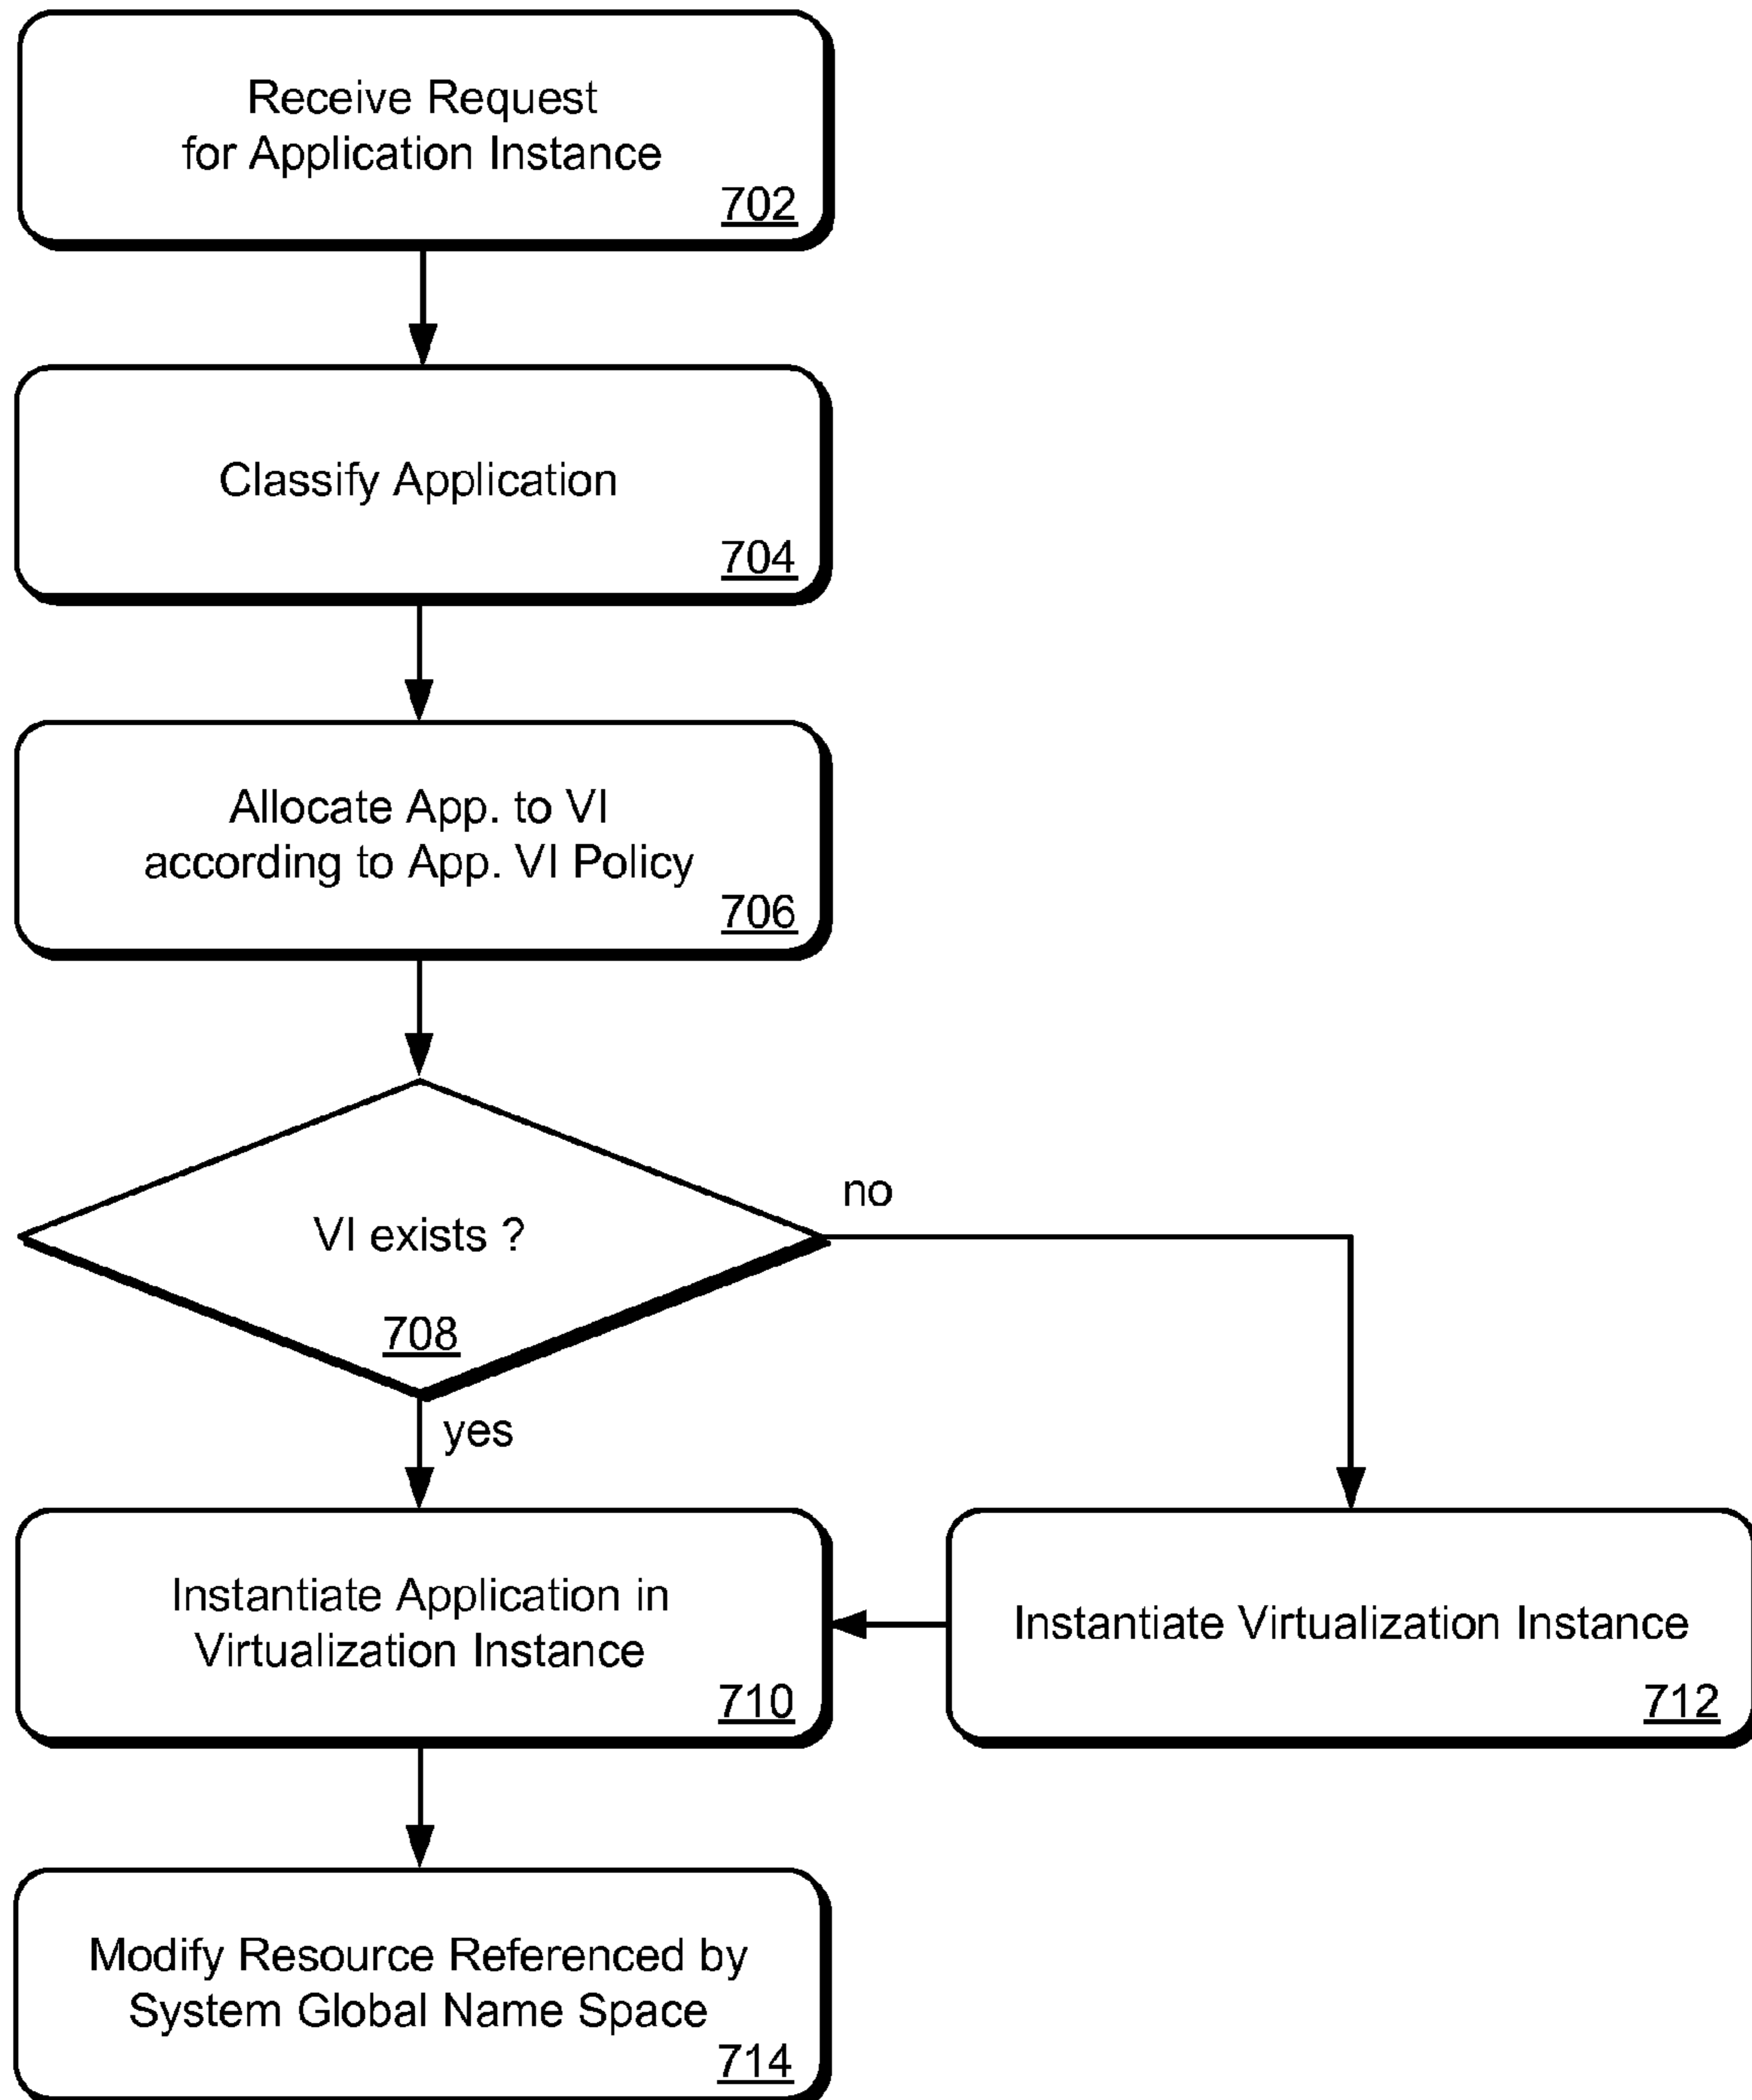 Receive Request
for Application Instance
702
Classify Application
704
Allocate App. to VI
according to App. VI Policy
706
VI exists ?
708
no
yes
Instantiate Application in
Virtualization Instance
710
Instantiate Virtualization Instance
712
Modify Resource Referenced by
System Global Name Space
714